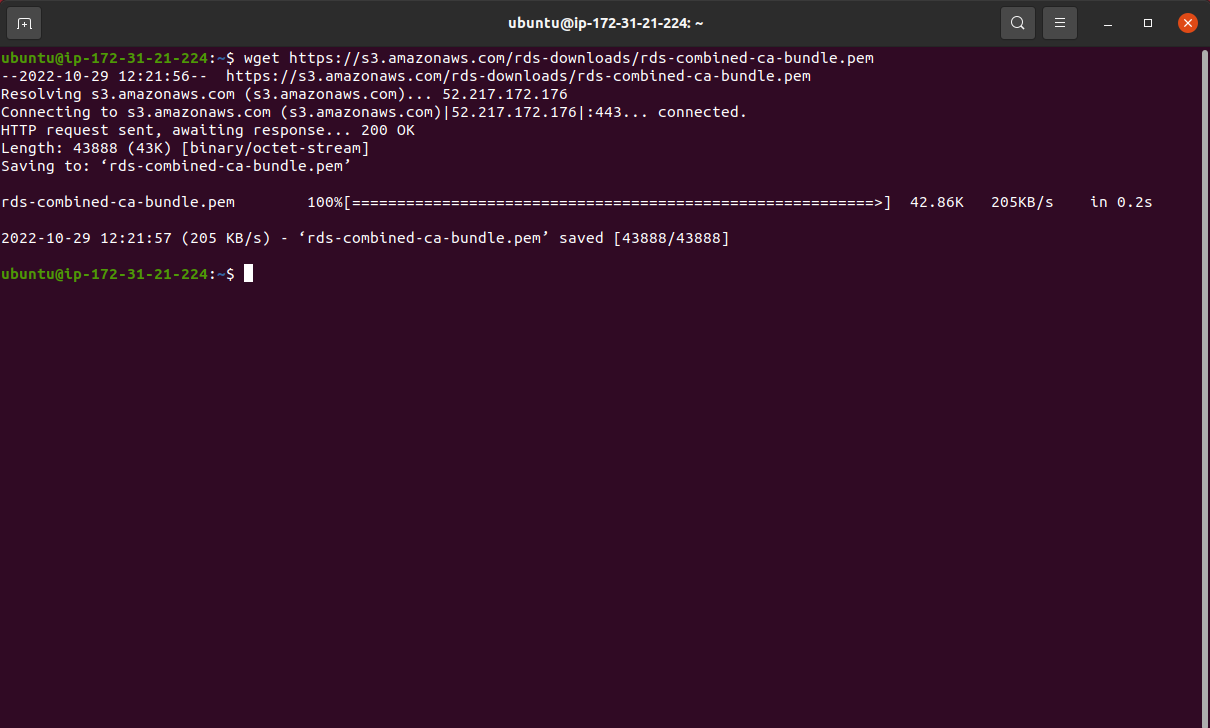 ubuntu@ip-172-31-21-224: ~
ubuntu@ip-172-31-21-224:~$ wget https://s3.amazonaws.com/rds-downloads/rds-combined-ca-bundle.pem
--2022-10-29 12:21:56--  https://s3.amazonaws.com/rds-downloads/rds-combined-ca-bundle.pem
Resolving s3.amazonaws.com (s3.amazonaws.com)... 52.217.172.176
Connecting to s3.amazonaws.com (s3.amazonaws.com)|52.217.172.176|:443... connected.
HTTP request sent, awaiting response... 200 OK
Length: 43888 (43K) [binary/octet-stream]
Saving to: ‘rds-combined-ca-bundle.pem’
rds-combined-ca-bundle.pem        100%[==========================================================>]  42.86K   205KB/s    in 0.2s
2022-10-29 12:21:57 (205 KB/s) - ‘rds-combined-ca-bundle.pem’ saved [43888/43888]
ubuntu@ip-172-31-21-224:~$